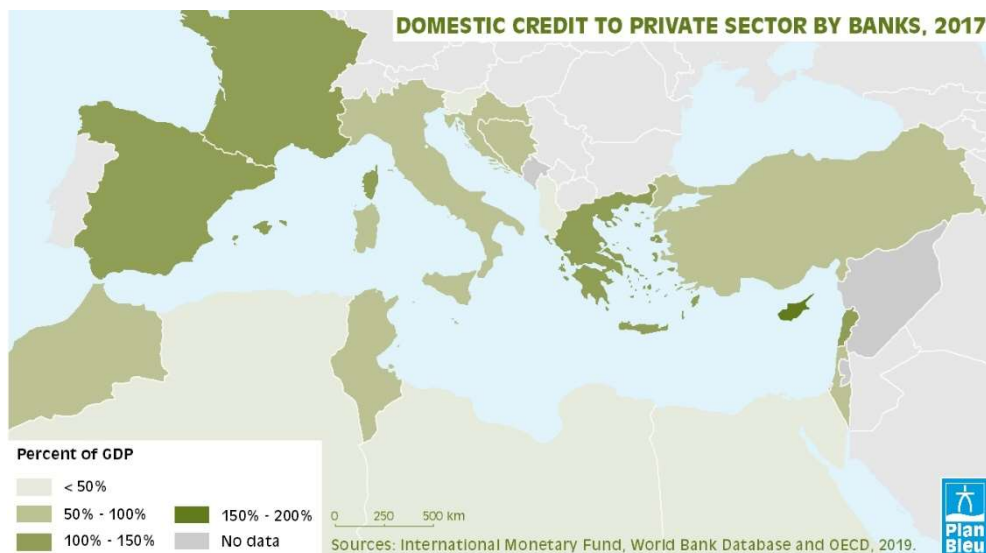 DOMESTIC CREDIT TO PRIVATE SECTOR BY BANKS, 2017
Percent of GDP
< 50%
50% - 100%
100% - 150%
150% - 200%
No data
0 250 500 km
Sources: International Monetary Fund, World Bank Database and OECD, 2019.
Plan
Bleu